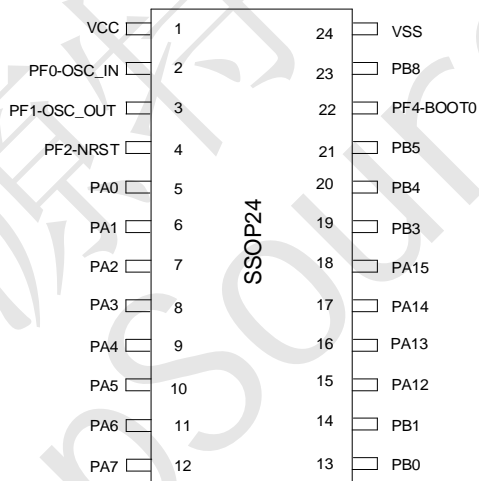 VCC 1 24 VSS
PF0-OSC_IN 2 23 PB8
PF1-OSC_OUT 3 22 PF4-BOOT0
PF2-NRST 4 21 PB5
PA0 5 20 PB4
PA1 6 19 PB3
PA2 7 18 PA15
PA3 8 17 PA14
PA4 9 16 PA13
PA5 10 15 PA12
PA6 11 14 PB1
PA7 12 13 PB0
SSOP24